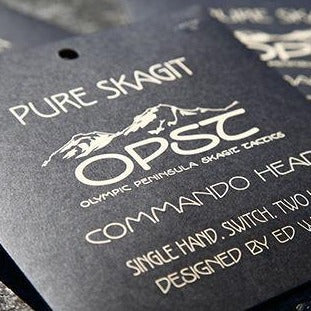 PURE SKAGIT
OPST
OLYMPIC PENINSULA SKAGIT TACTICS
COMMANDO HEAD
SINGLE HAND. SWITCH. TWO
DESIGNED BY ED